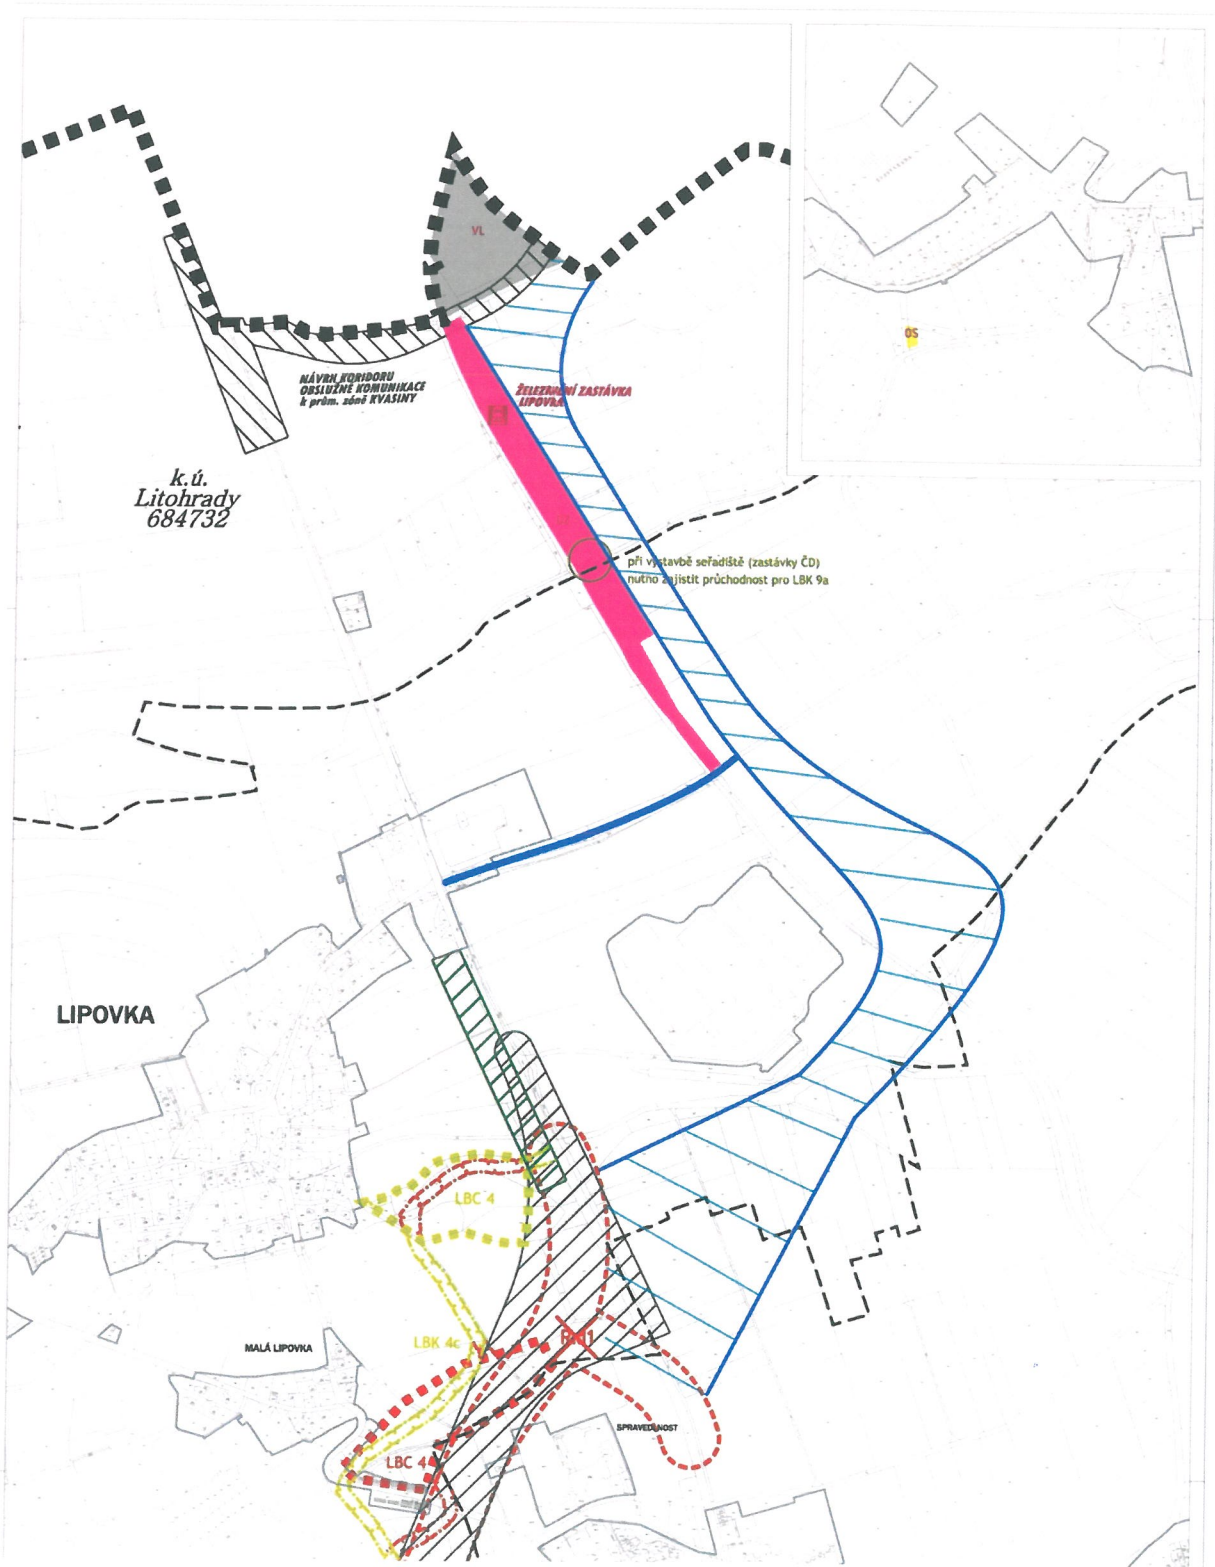 VL
OS
NÁVRH KORIDORU
OBSLUŽNÉ KOMUNIKACE
k prům. zóně KVASINY
ŽELEZNIČNÍ ZASTÁVKA
LIPOVKA
k.ú.
Litohrady
684732
při výstavbě seřadiště (zastávky ČD)
nutno zajistit průchodnost pro LBK 9a
LIPOVKA
LBC 4
LBK 4c
MALÁ LIPOVKA
SPRAVEDLNOST
LBC 4